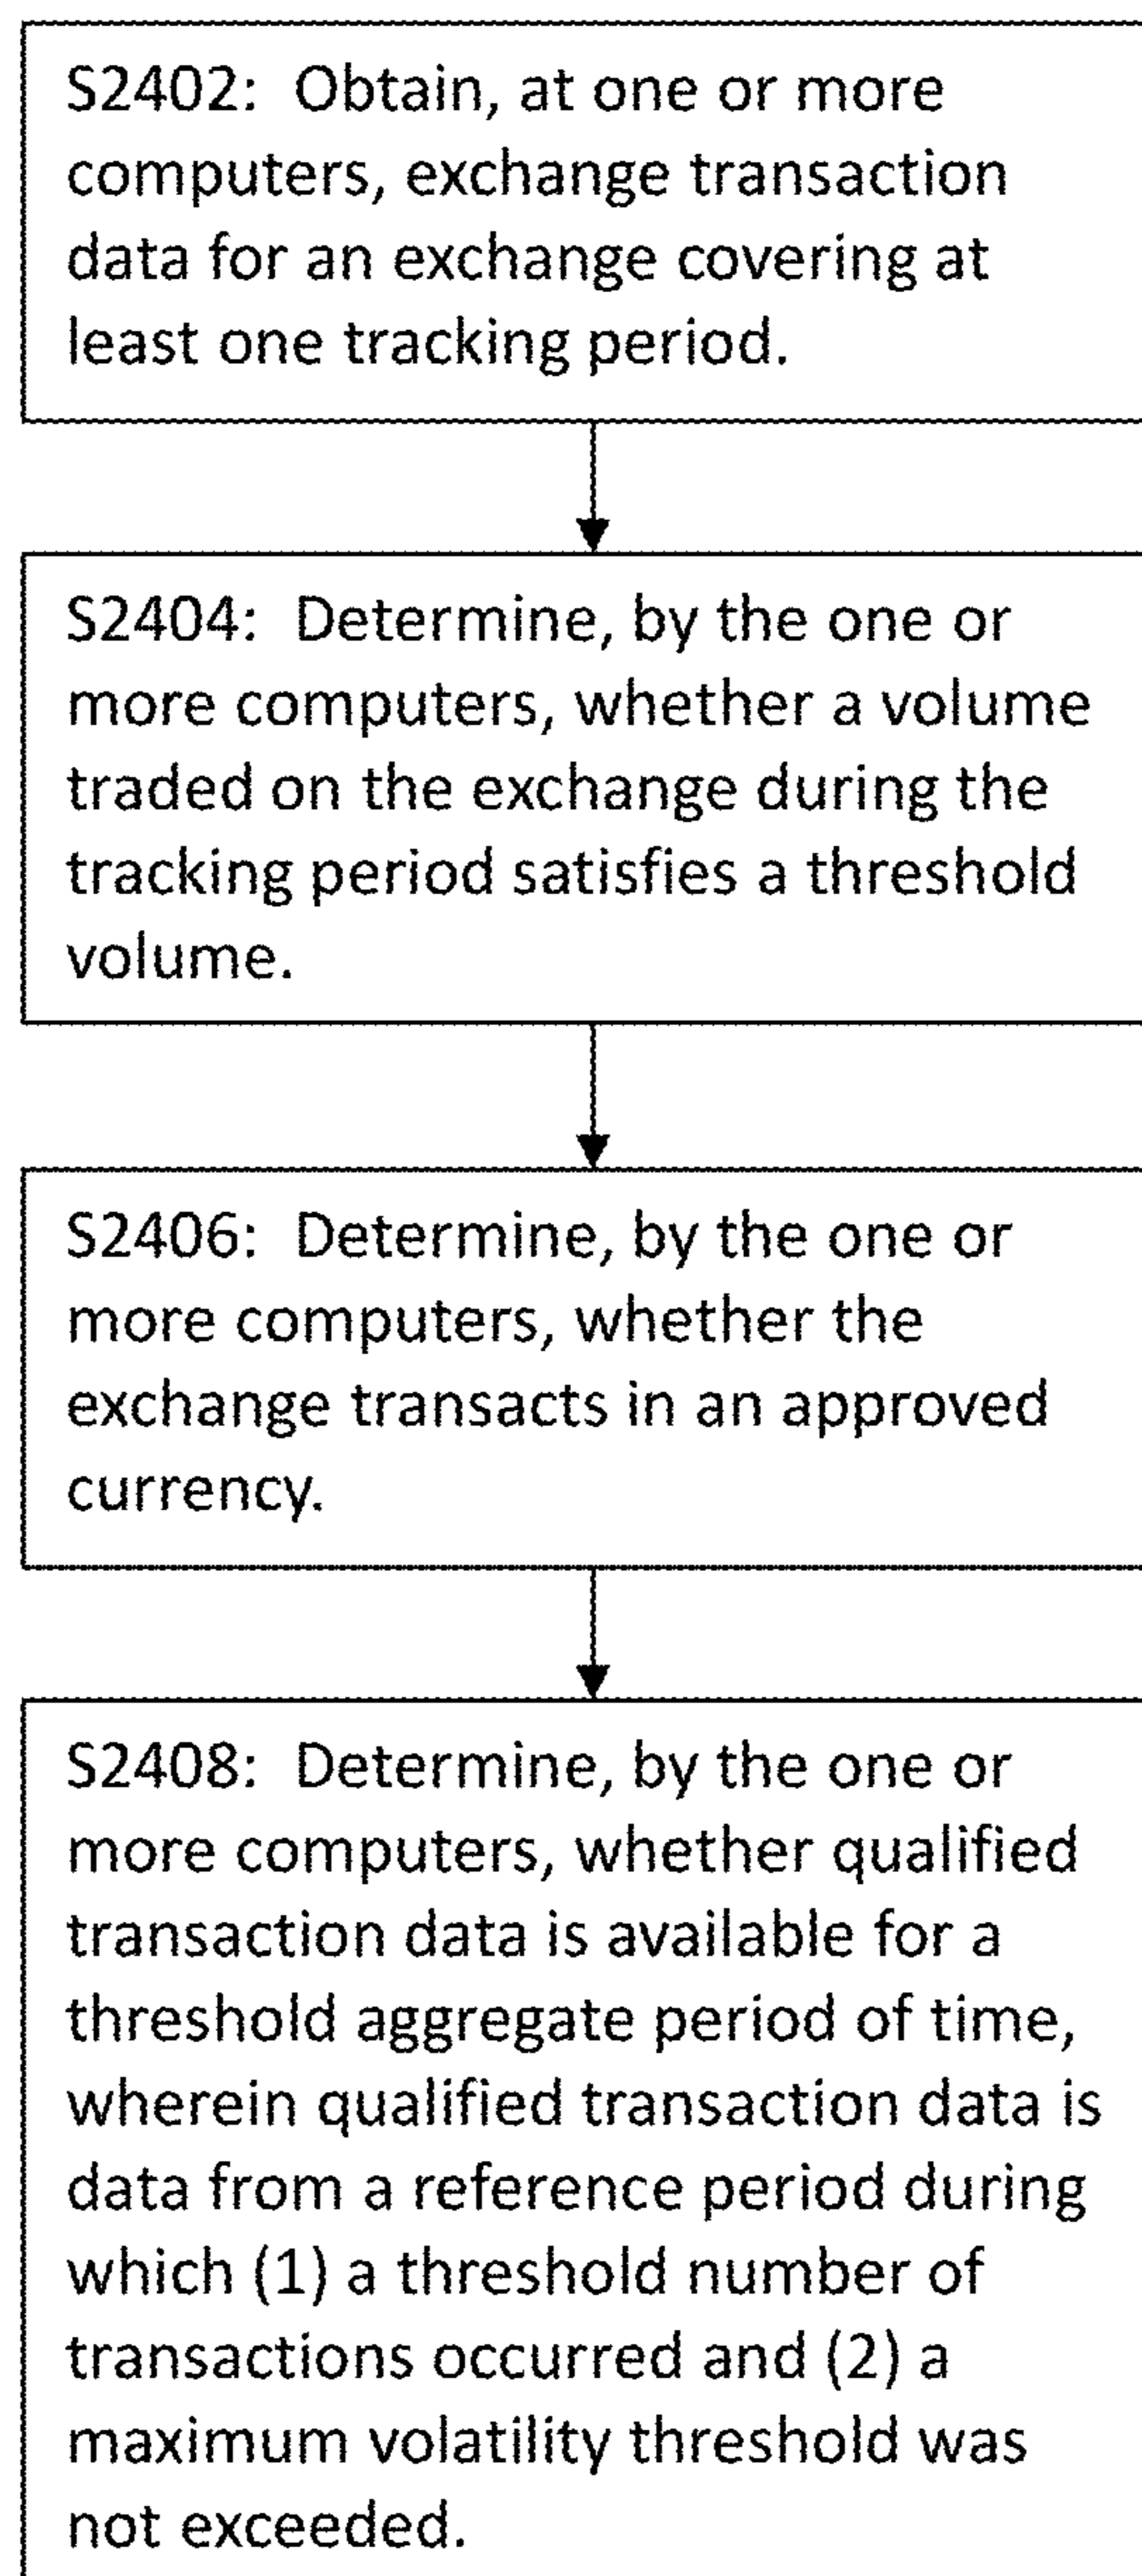 S2402:  Obtain, at one or more
computers, exchange transaction
data for an exchange covering at
least one tracking period.
S2404:  Determine, by the one or
more computers, whether a volume
traded on the exchange during the
tracking period satisfies a threshold
volume.
S2406:  Determine, by the one or
more computers, whether the
exchange transacts in an approved
currency.
S2408:  Determine, by the one or
more computers, whether qualified
transaction data is available for a
threshold aggregate period of time,
wherein qualified transaction data is
data from a reference period during
which (1) a threshold number of
transactions occurred and (2) a
maximum volatility threshold was
not exceeded.